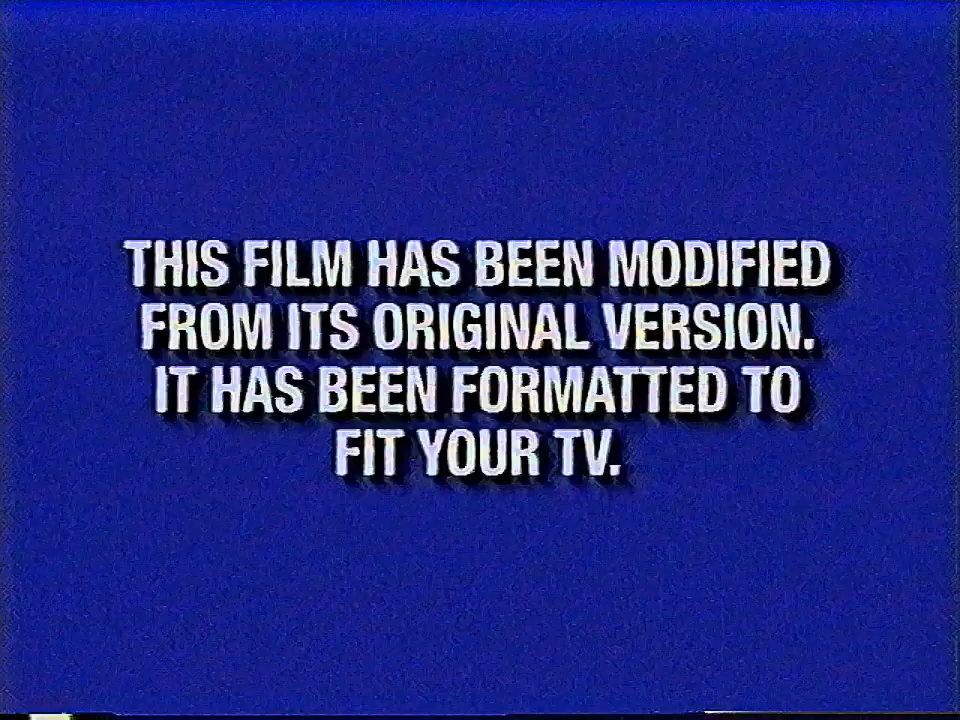 THIS FILM HAS BEEN MODIFIED
FROM ITS ORIGINAL VERSION.
IT HAS BEEN FORMATTED TO
FIT YOUR TV.